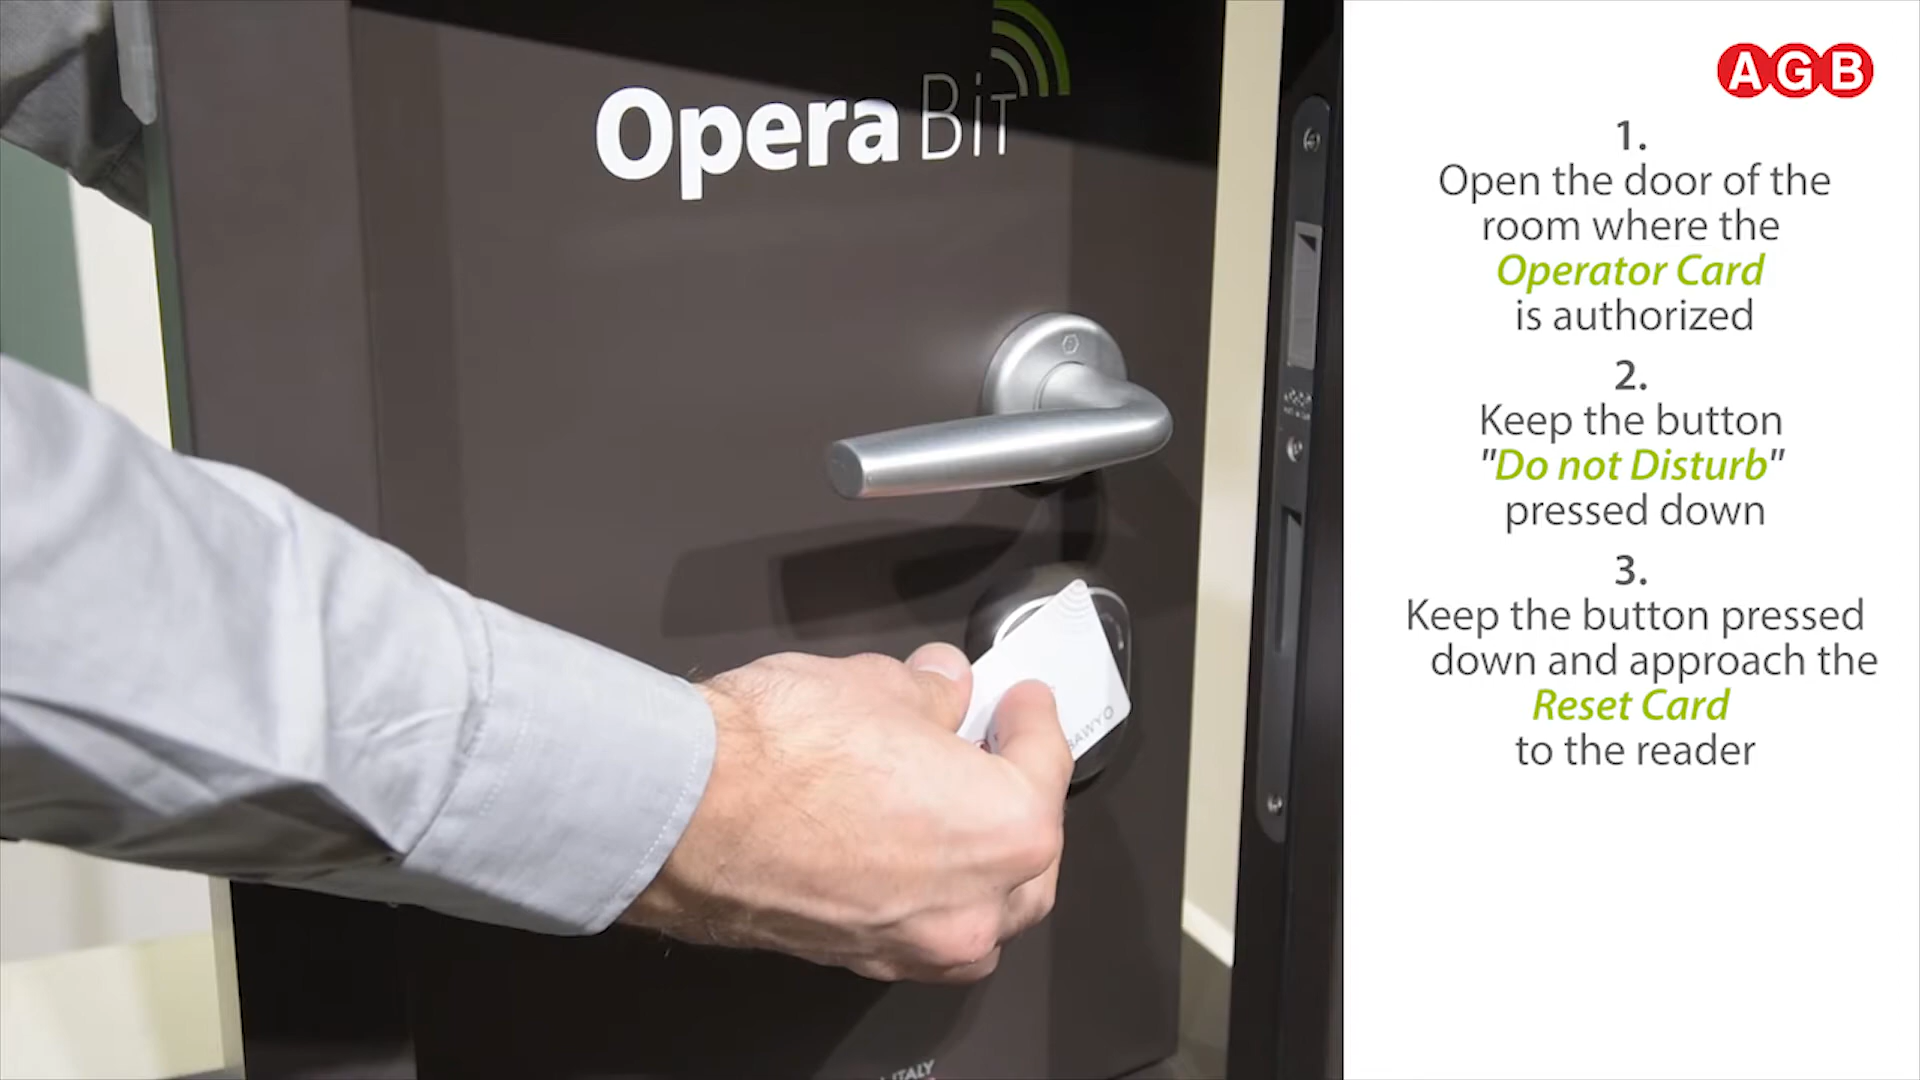 Opera BiT
AGB
1.
Open the door of the
room where the
Operator Card
is authorized
2.
Keep the button
"Do not Disturb"
pressed down
3.
Keep the button pressed
down and approach the
Reset Card
to the reader
ITALY